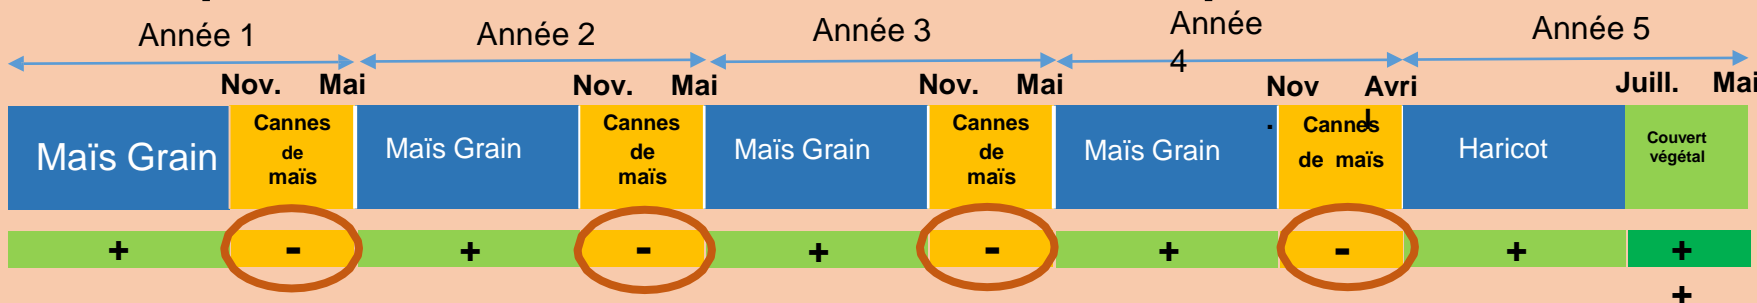 Année 1
Année 2
Année 3
Année
4
Année 5
Nov. Mai
Nov. Mai
Nov. Mai
Nov
.
Avri
l
Juill. Mai
Maïs Grain
Cannes
de
maïs
Maïs Grain
Cannes
de
maïs
Maïs Grain
Cannes
de
maïs
Maïs Grain
Cannes
de maïs
Haricot
Couvert
végétal
+ - + - + - + - + +
+